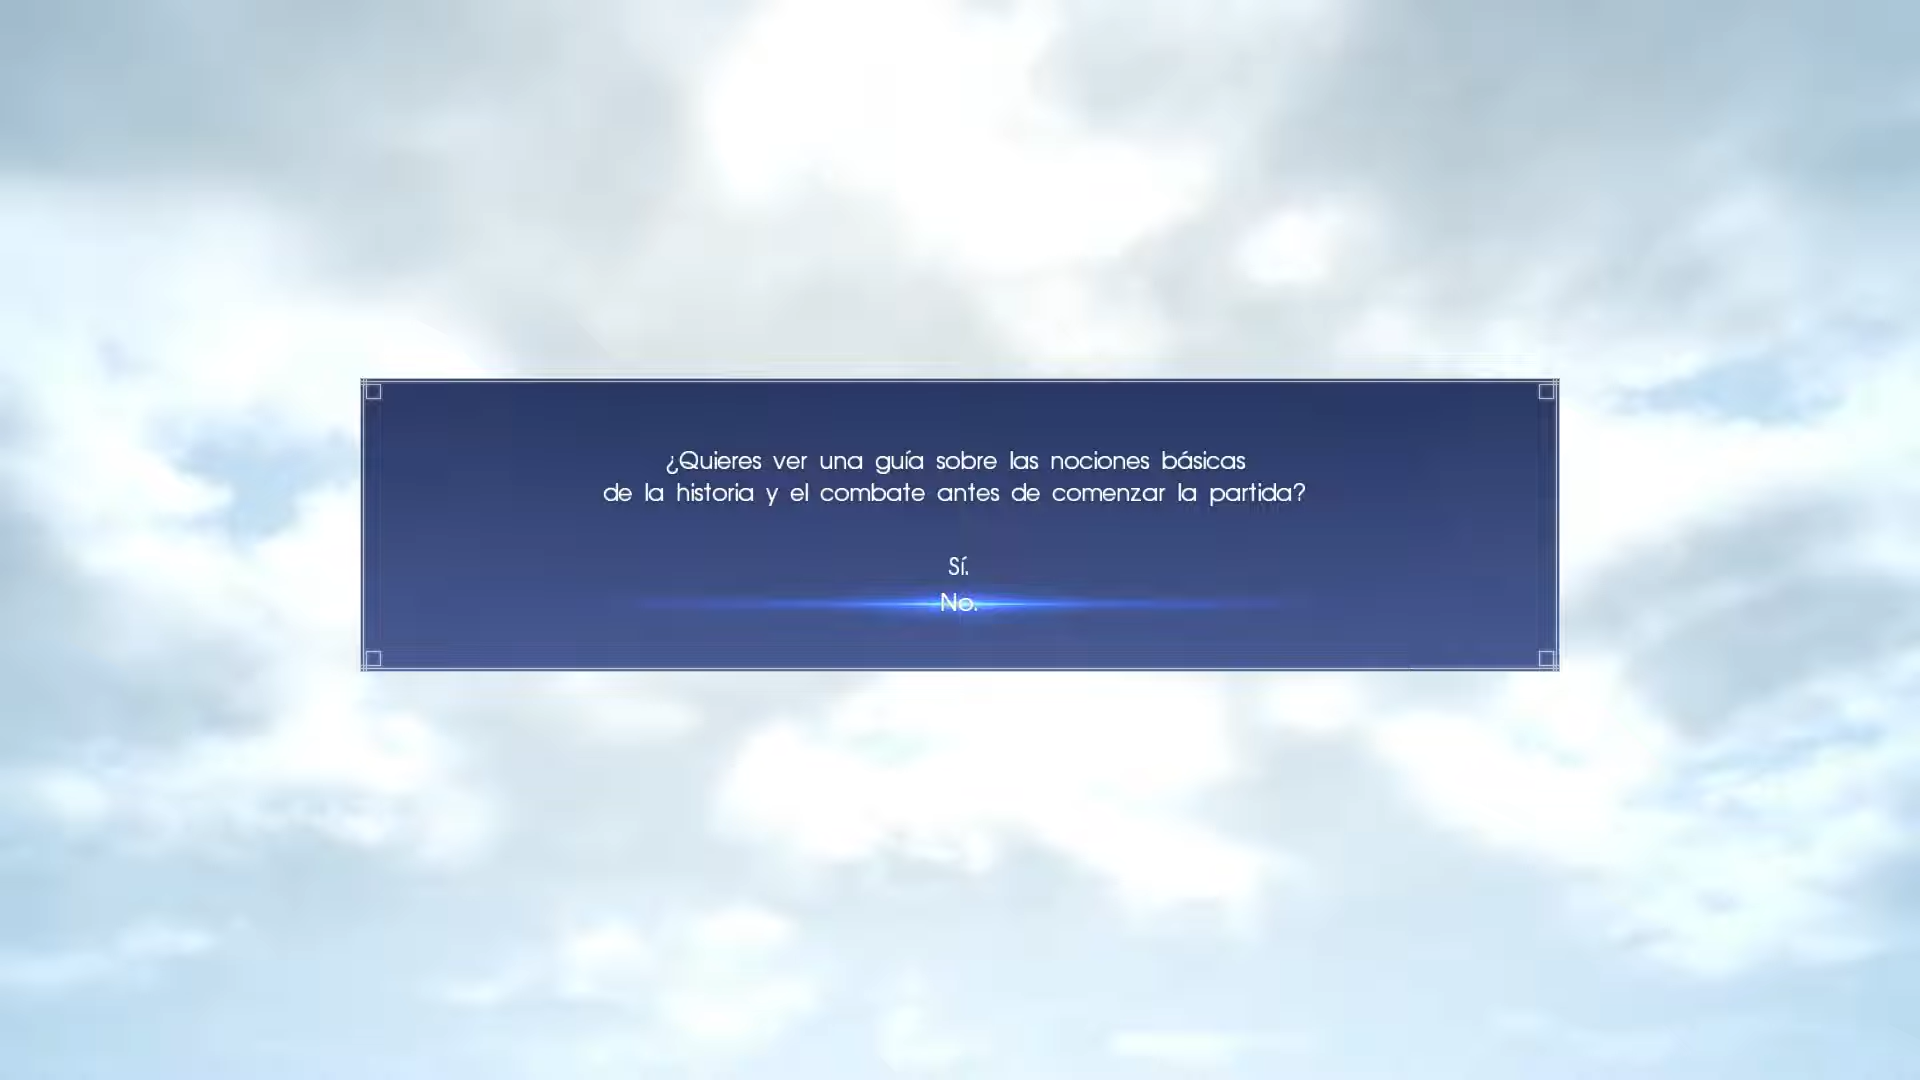 ¿Quieres ver una guía sobre las nociones básicas
de la historia y el combate antes de comenzar la partida?
Sí.
No.